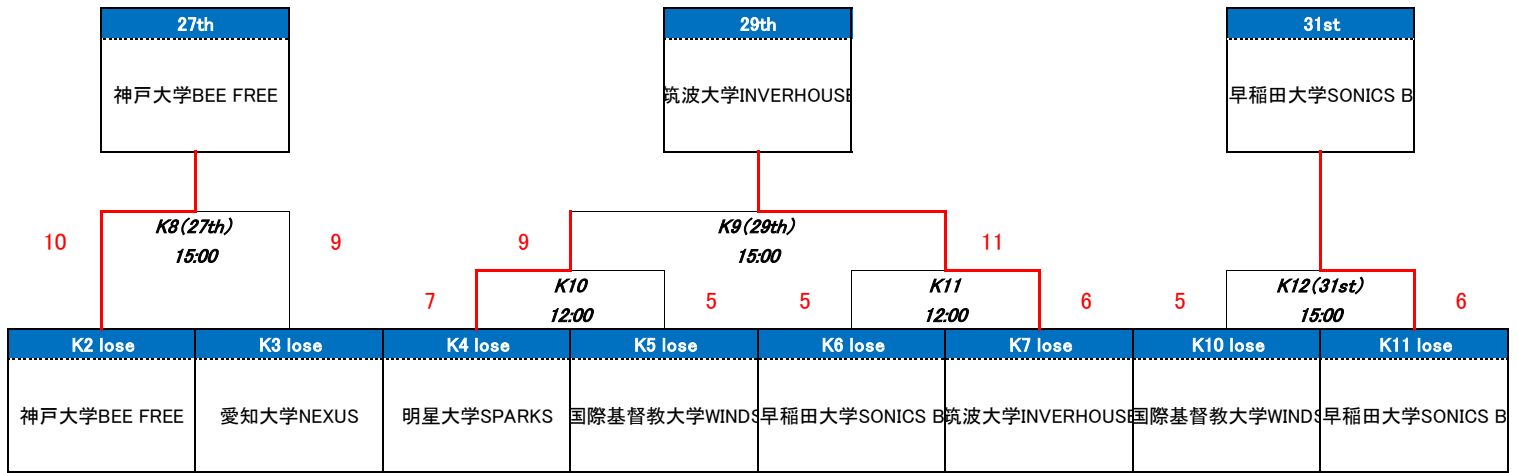 27th
29th
31st
神戸大学BEE FREE
筑波大学INVERHOUSE
早稲田大学SONICS B
K8(27th)
K9(29th)
10
9
9
11
15:00
15:00
K10
K11
K12(31st)
7
5
5
6
5
6
12:00
12:00
15:00
K2 lose
K3 lose
K4 lose
K5 lose
K6 lose
K7 lose
K10 lose
K11 lose
神戸大学BEE FREE
愛知大学NEXUS
明星大学SPARKS
国際基督教大学WINDS
早稲田大学SONICS B
筑波大学INVERHOUSE
国際基督教大学WINDS
早稲田大学SONICS B